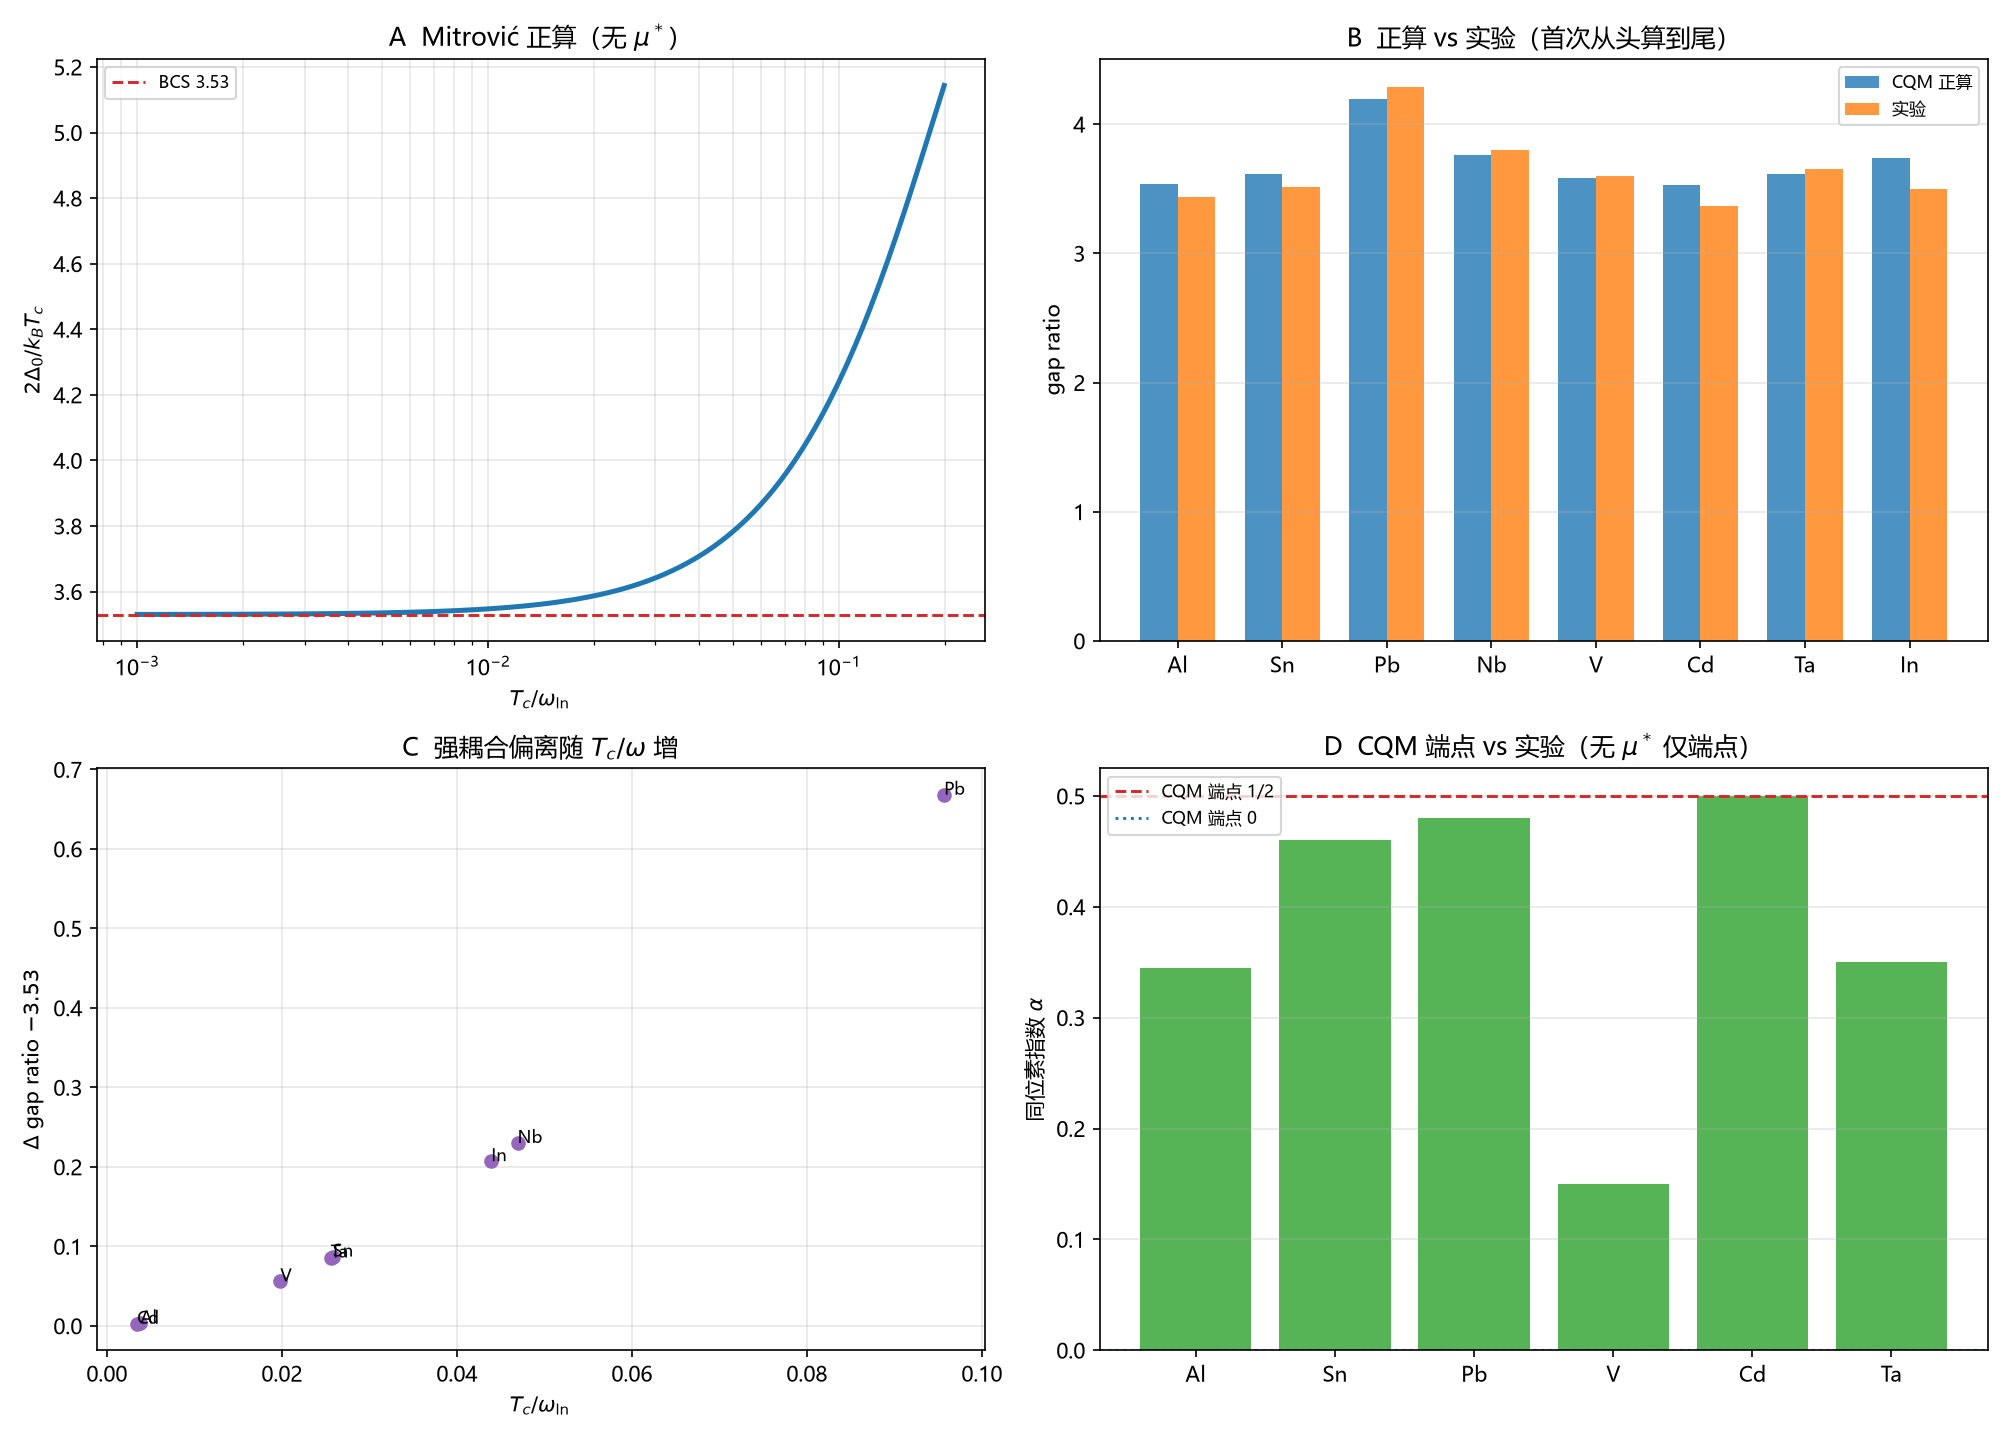 A Mitrović 正算（无 μ*）
BCS 3.53
5.2
5.0
4.8
4.6
4.4
4.2
4.0
3.8
3.6
2Δ₀/k_BT_c
10⁻³
10⁻²
10⁻¹
T_c/ω_ln
B 正算 vs 实验（首次从头算到尾）
CQM 正算
实验
4
3
2
1
0
gap ratio
Al
Sn
Pb
Nb
V
Cd
Ta
In
C 强耦合偏离随 T_c/ω 增
0.7
0.6
0.5
0.4
0.3
0.2
0.1
0.0
Δ gap ratio −3.53
Pb
Nb
In
Ta
Sn
V
Cd
Al
0.00
0.02
0.04
0.06
0.08
0.10
T_c/ω_ln
D CQM 端点 vs 实验（无 μ* 仅端点）
CQM 端点 1/2
CQM 端点 0
0.5
0.4
0.3
0.2
0.1
0.0
同位素指数 α
Al
Sn
Pb
V
Cd
Ta